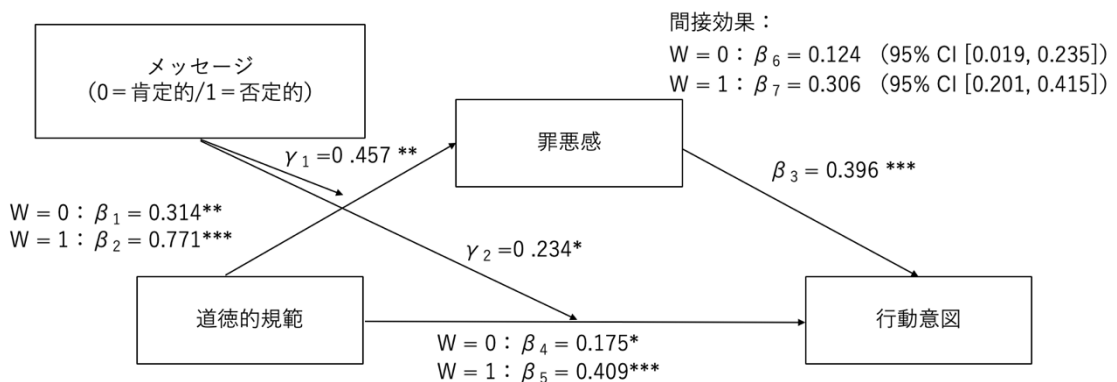 メッセージ
（0＝肯定的/1＝否定的）
間接効果：
W = 0：β₆ = 0.124 （95% CI [0.019, 0.235]）
W = 1：β₇ = 0.306 （95% CI [0.201, 0.415]）
罪悪感
γ₁ =0 .457 **
β₃ = 0.396 ***
W = 0：β₁ = 0.314**
W = 1：β₂ = 0.771***
γ₂ =0 .234*
道徳的規範
行動意図
W = 0：β₄ = 0.175*
W = 1：β₅ = 0.409***